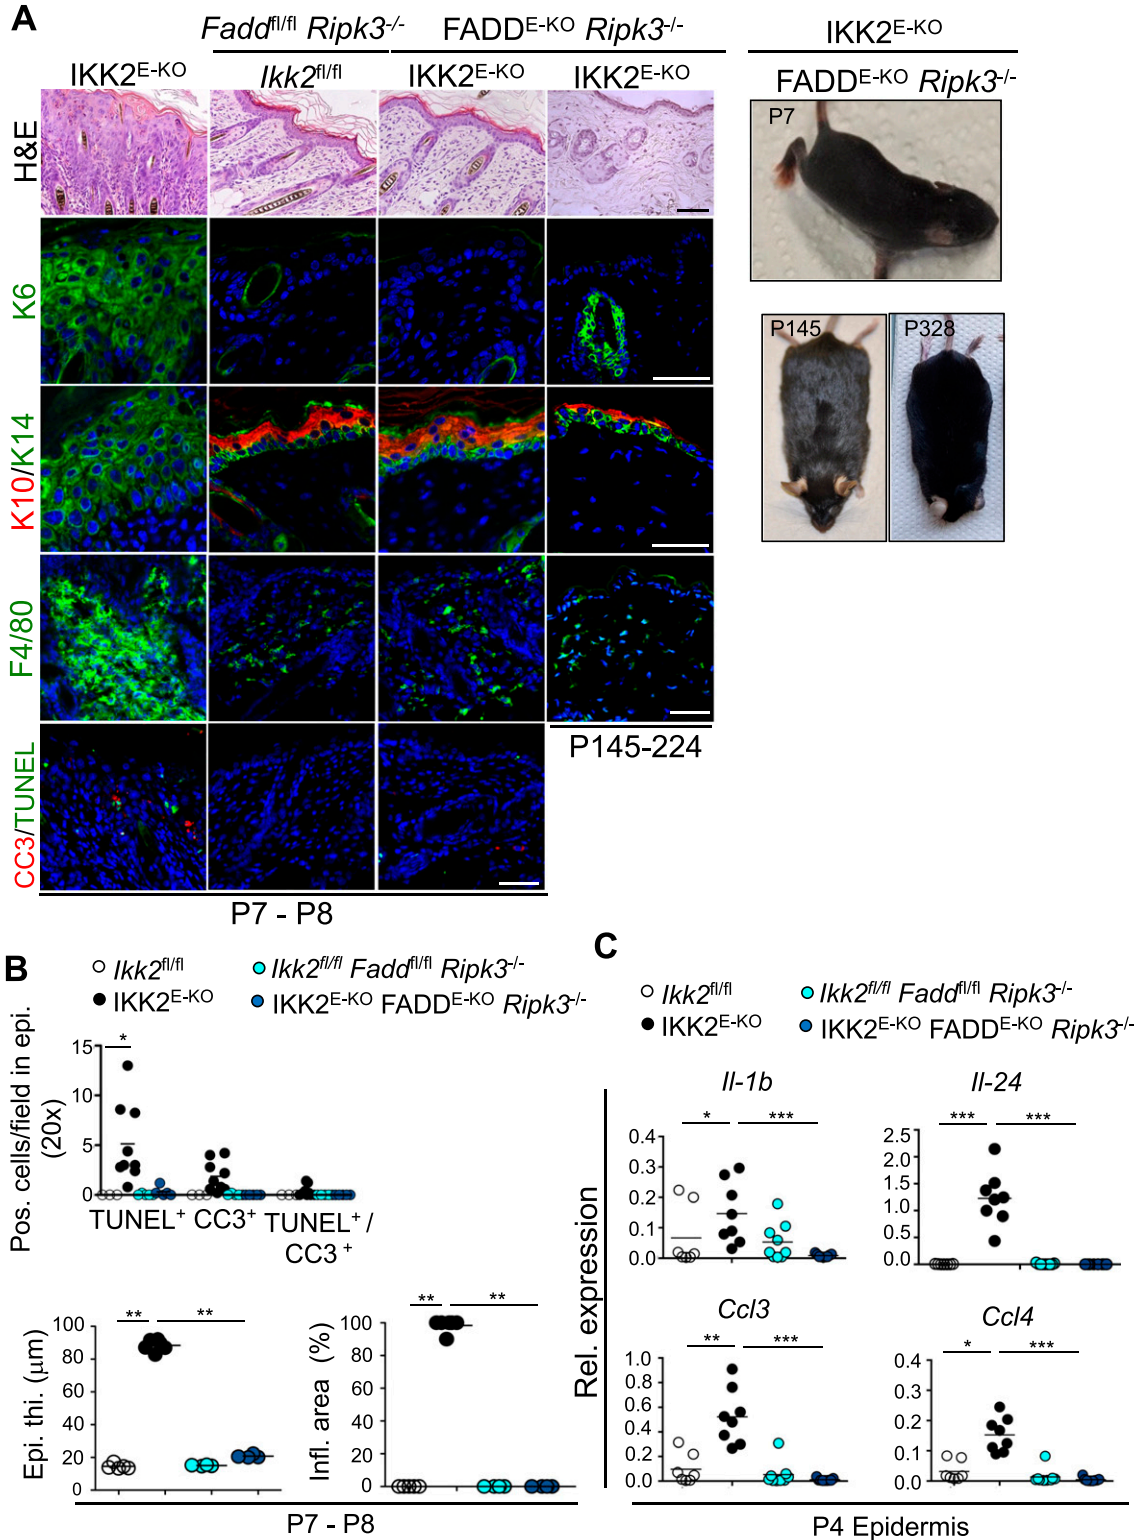 A
Fadd^fl/fl Ripk3^-/-
FADD^E-KO Ripk3^-/-
IKK2^E-KO
IKK2^E-KO
Ikk2^fl/fl
IKK2^E-KO
IKK2^E-KO
FADD^E-KO Ripk3^-/-
H&E
K6
K10/K14
F4/80
CC3/TUNEL
P7
P145
P328
P145-224
P7 - P8
B
Ikk2^fl/fl
Ikk2^fl/fl Fadd^fl/fl Ripk3^-/-
IKK2^E-KO
IKK2^E-KO FADD^E-KO Ripk3^-/-
Pos. cells/field in epi.
(20x)
*
15
10
5
0
TUNEL+
CC3+
TUNEL+ /
CC3 +
Epi. thi. (μm)
** **
100
80
60
40
20
0
Infl. area (%)
** **
100
80
60
40
20
0
P7 - P8
C
Ikk2^fl/fl
Ikk2^fl/fl Fadd^fl/fl Ripk3^-/-
IKK2^E-KO
IKK2^E-KO FADD^E-KO Ripk3^-/-
Rel. expression
Il-1b
* ***
0.4
0.3
0.2
0.1
0.0
Il-24
*** ***
2.5
2.0
1.5
1.0
0.5
0.0
Ccl3
** ***
1.0
0.8
0.6
0.4
0.2
0.0
Ccl4
* ***
0.4
0.3
0.2
0.1
0.0
P4 Epidermis